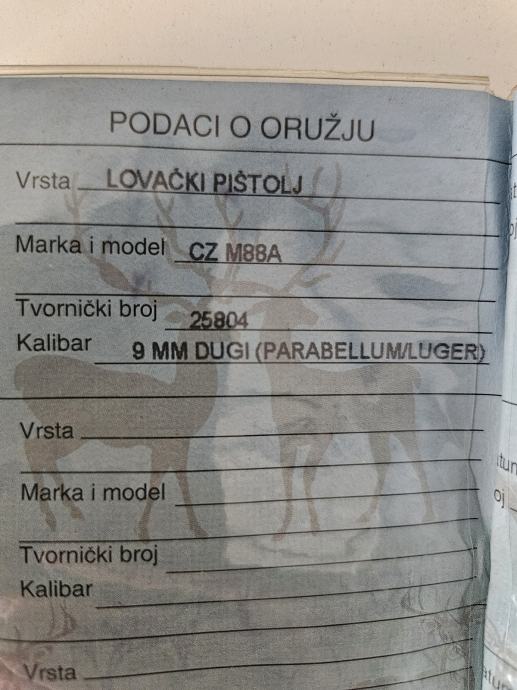 PODACI O ORUŽJU
Vrsta LOVAČKI PIŠTOLJ
Marka i model CZ M88A
Tvornički broj 25804
Kalibar 9 MM DUGI (PARABELLUM/LUGER)
Vrsta
Marka i model
Tvornički broj
Kalibar
Vrsta